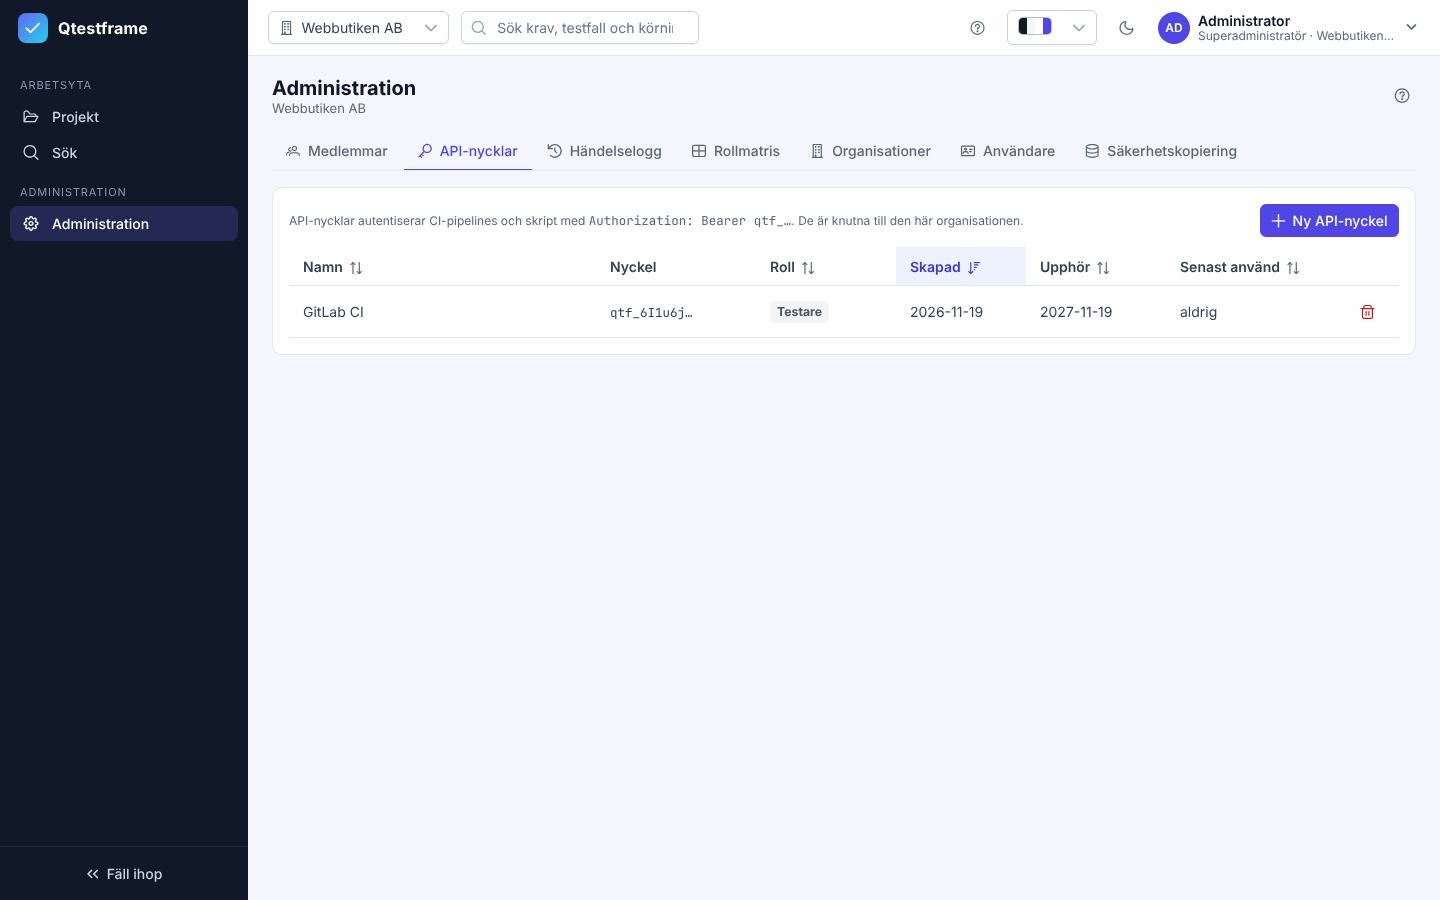 Qtestframe
Webbutiken AB
Sök krav, testfall och körni
AD
Administrator
Superadministratör · Webbutiken…
ARBETSYTA
Projekt
Sök
ADMINISTRATION
Administration
Administration
Webbutiken AB
Medlemmar
API-nycklar
Händelselogg
Rollmatris
Organisationer
Användare
Säkerhetskopiering
API-nycklar autentiserar CI-pipelines och skript med Authorization: Bearer qtf_…. De är knutna till den här organisationen.
Ny API-nyckel
Namn Nyckel Roll Skapad Upphör Senast använd
GitLab CI qtf_6I1u6j… Testare 2026-11-19 2027-11-19 aldrig
Fäll ihop